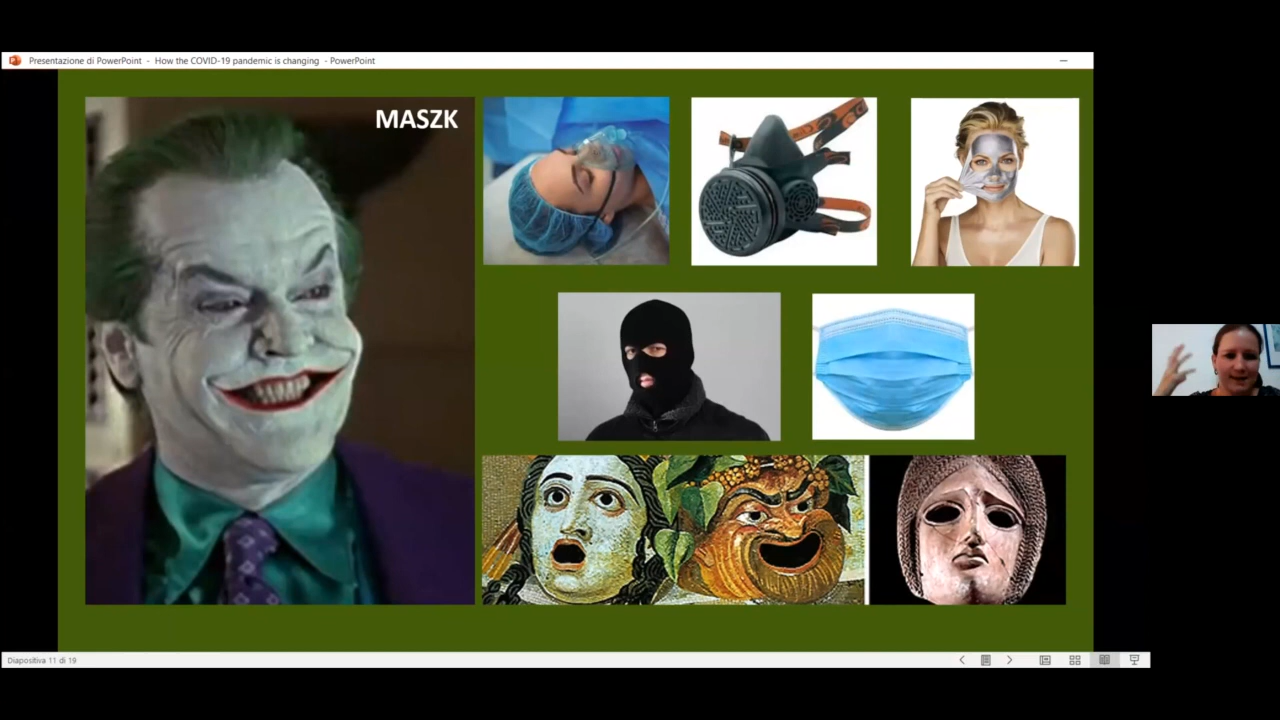 Presentazione di PowerPoint - How the COVID-19 pandemic is changing - PowerPoint
MASZK
Diapositiva 11 di 19